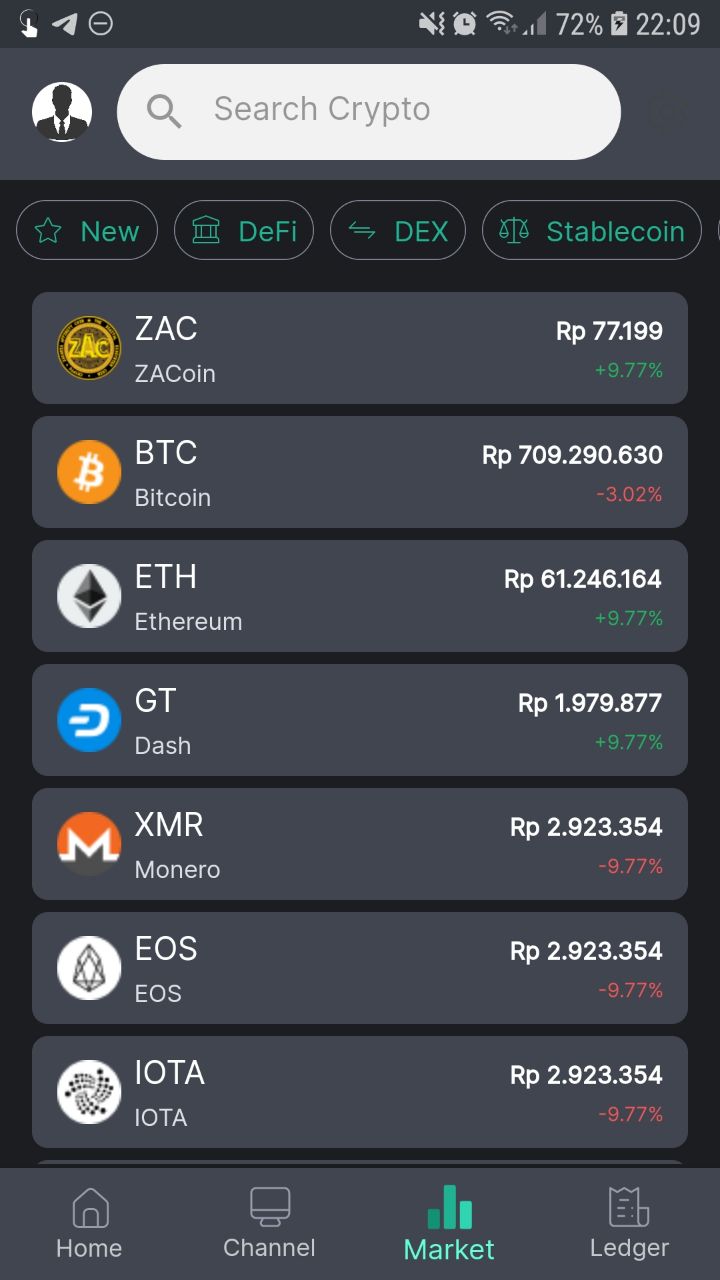 72% 22:09
Search Crypto
New DeFi DEX Stablecoin
ZAC
ZAC Rp 77.199
ZACoin +9.77%
BTC Rp 709.290.630
Bitcoin -3.02%
ETH Rp 61.246.164
Ethereum +9.77%
GT Rp 1.979.877
Dash +9.77%
XMR Rp 2.923.354
Monero -9.77%
EOS Rp 2.923.354
EOS -9.77%
IOTA Rp 2.923.354
IOTA -9.77%
Home Channel Market Ledger